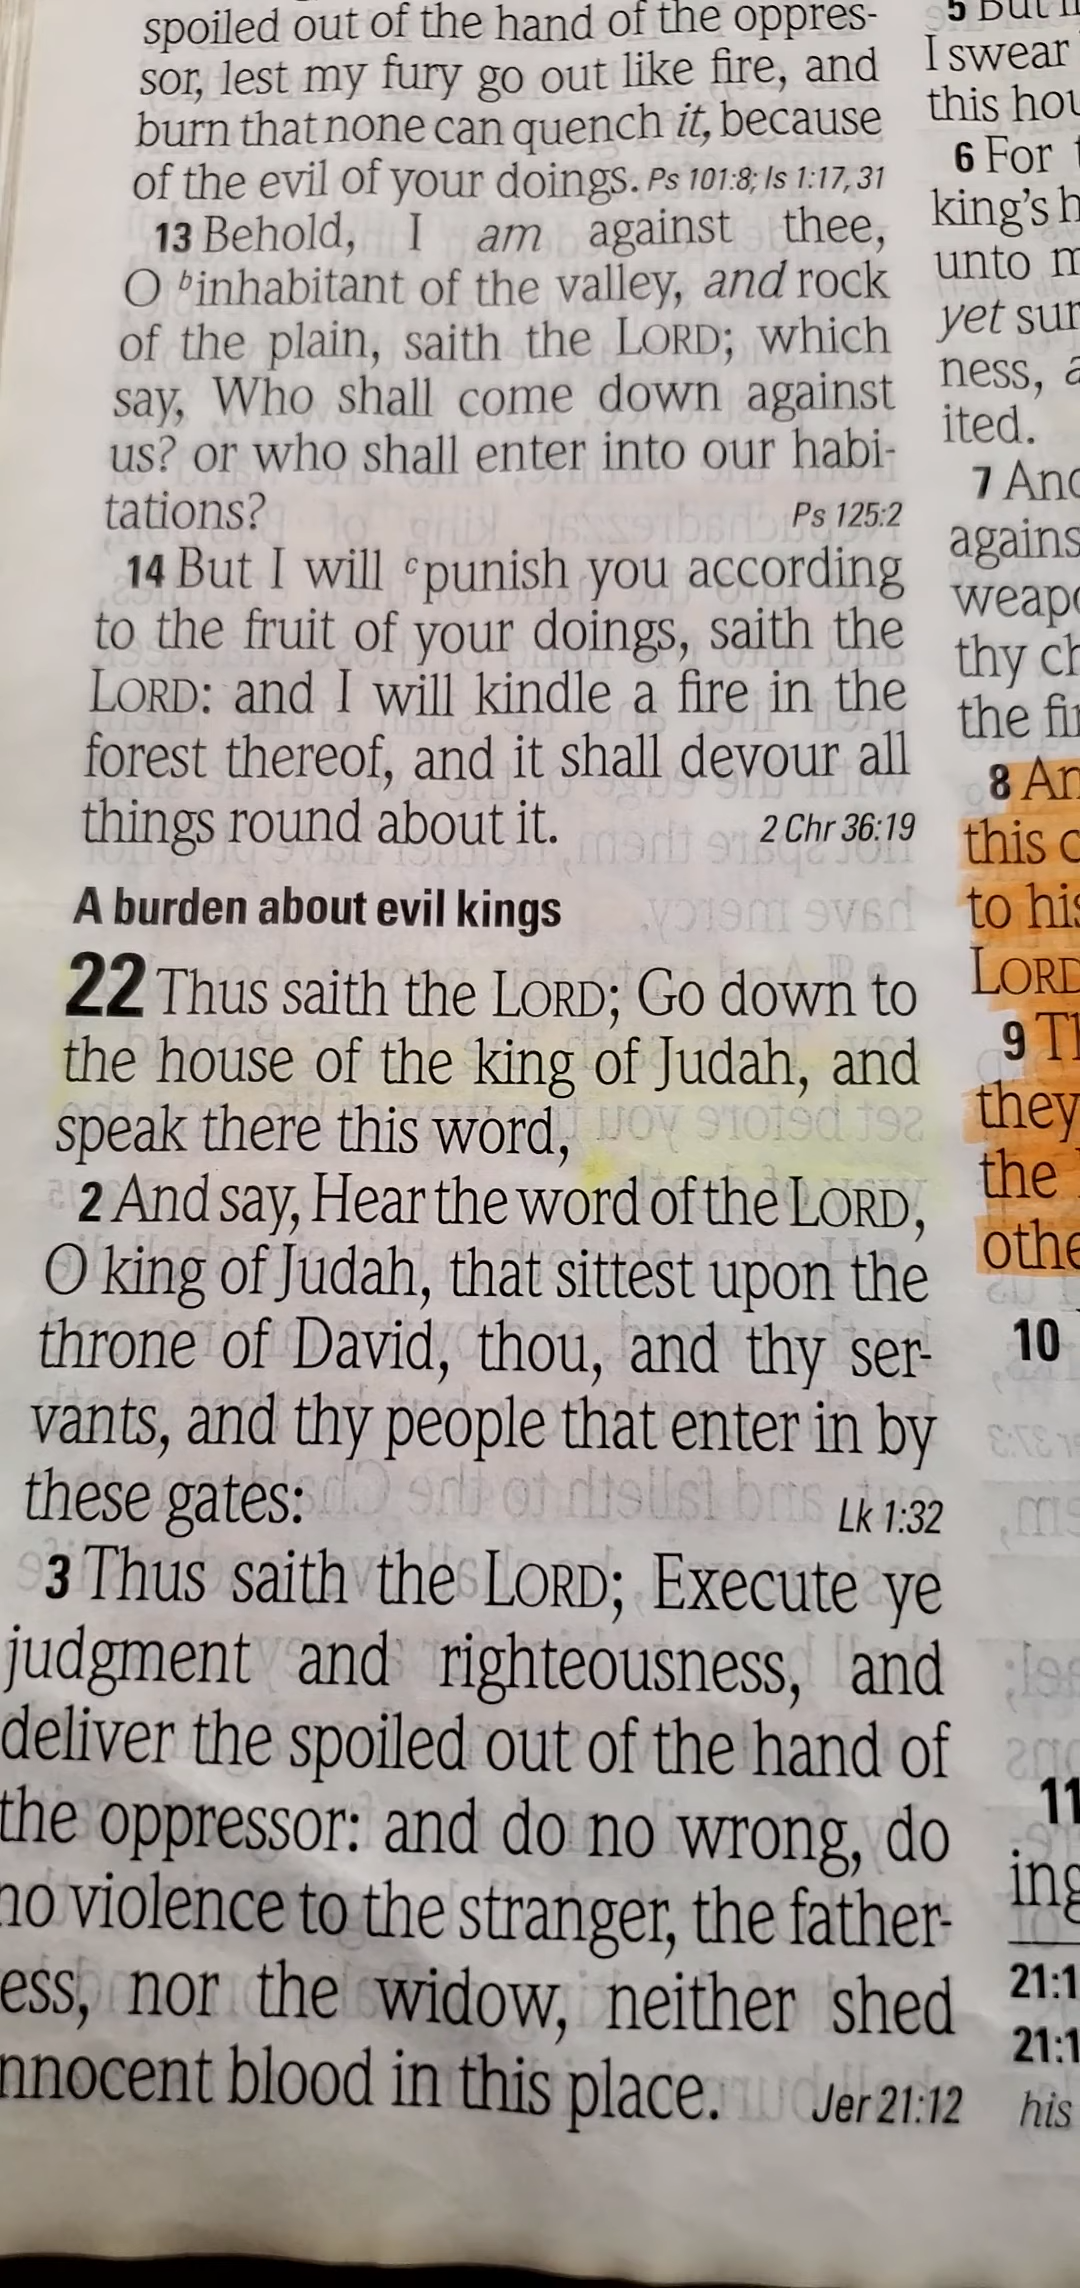 spoiled out of the hand of the oppres-
sor, lest my fury go out like fire, and
burn that none can quench it, because
of the evil of your doings. Ps 101:8; Is 1:17, 31
13 Behold, I am against thee,
O b inhabitant of the valley, and rock
of the plain, saith the LORD; which
say, Who shall come down against
us? or who shall enter into our habi-
tations? Ps 125:2
14 But I will c punish you according
to the fruit of your doings, saith the
LORD: and I will kindle a fire in the
forest thereof, and it shall devour all
things round about it. 2 Chr 36:19
A burden about evil kings
22 Thus saith the LORD; Go down to
the house of the king of Judah, and
speak there this word,
2 And say, Hear the word of the LORD,
O king of Judah, that sittest upon the
throne of David, thou, and thy ser-
vants, and thy people that enter in by
these gates: Lk 1:32
3 Thus saith the LORD; Execute ye
judgment and righteousness, and
deliver the spoiled out of the hand of
the oppressor: and do no wrong, do
no violence to the stranger, the father-
ess, nor the widow, neither shed
nnocent blood in this place. Jer 21:12
5 But
I swear
this hou
6 For
king's h
unto m
yet sur
ness, a
ited.
7 And
agains
weapo
thy ch
the fir
8 An
this c
to his
LORD
9 Th
they
the
othe
10
11
ing
21:1
21:1
his